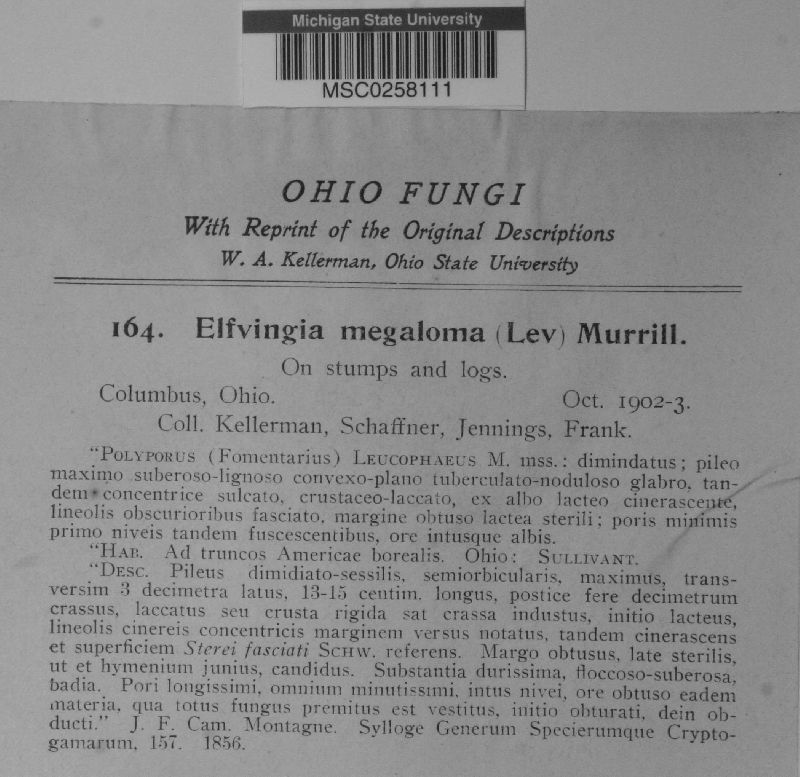 Michigan State University
MSC0258111
OHIO FUNGI
With Reprint of the Original Descriptions
W. A. Kellerman, Ohio State University
164. Elfvingia megaloma (Lev) Murrill.
On stumps and logs.
Columbus, Ohio. Oct. 1902-3.
Coll. Kellerman, Schaffner, Jennings, Frank.
"POLYPORUS (Fomentarius) LEUCOPHAEUS M. mss.: dimindatus; pileo
maximo suberoso-lignoso convexo-plano tuberculato-noduloso glabro, tan-
dem concentrice sulcato, crustaceo-laccato, ex albo lacteo cinerascente,
lineolis obscurioribus fasciato, margine obtuso lactea sterili; poris minimis
primo niveis tandem fuscescentibus, ore intusque albis.
"HAB. Ad truncos Americae borealis. Ohio: SULLIVANT.
"DESC. Pileus dimidiato-sessilis, semiorbicularis, maximus, trans-
versim 3 decimetra latus, 13-15 centim. longus, postice fere decimetrum
crassus, laccatus seu crusta rigida sat crassa industus, initio lacteus,
lineolis cinereis concentricis marginem versus notatus, tandem cinerascens
et superficiem Sterei fasciati SCHW. referens. Margo obtusus, late sterilis,
ut et hymenium junius, candidus. Substantia durissima, floccoso-suberosa,
badia. Pori longissimi, omnium minutissimi, intus nivei, ore obtuso eadem
materia, qua totus fungus premitus est vestitus, initio obturati, dein ob-
ducti." J. F. Cam. Montagne. Sylloge Generum Specierumque Crypto-
gamarum, 157. 1856.